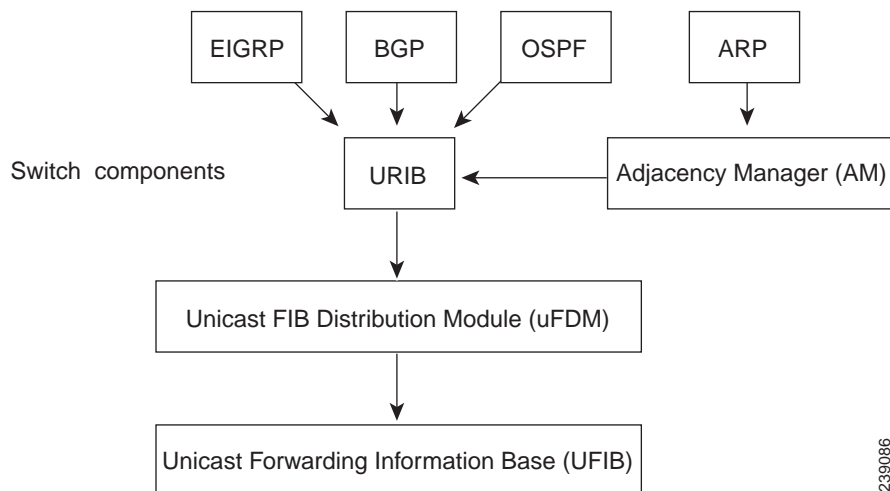 EIGRP
BGP
OSPF
ARP
Switch components
URIB
Adjacency Manager (AM)
Unicast FIB Distribution Module (uFDM)
Unicast Forwarding Information Base (UFIB)
239086